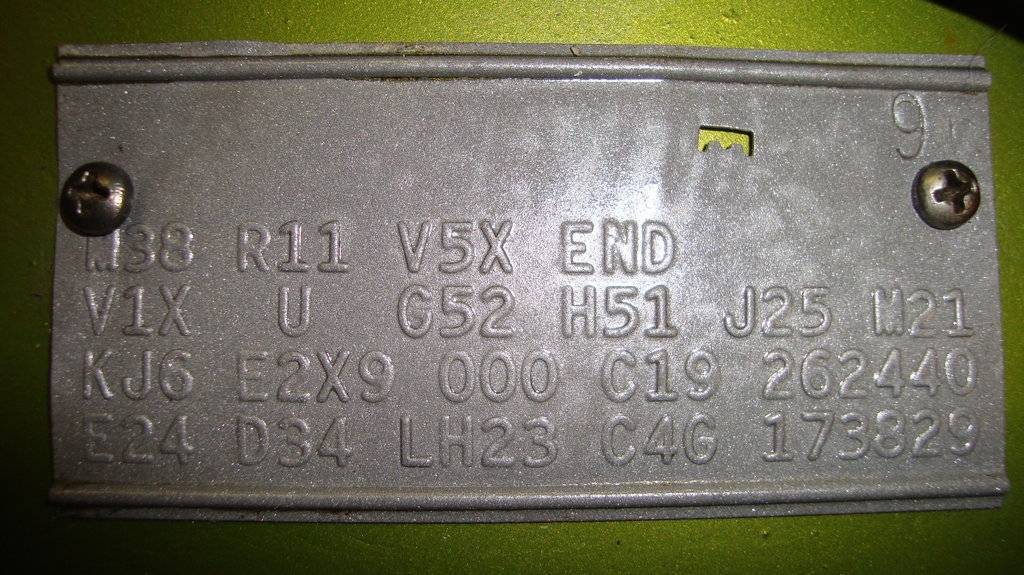 9
M38 R11 V5X END
V1X U G52 H51 J25 M21
KJ6 E2X9 000 C19 262440
E24 D34 LH23 C4G 173829